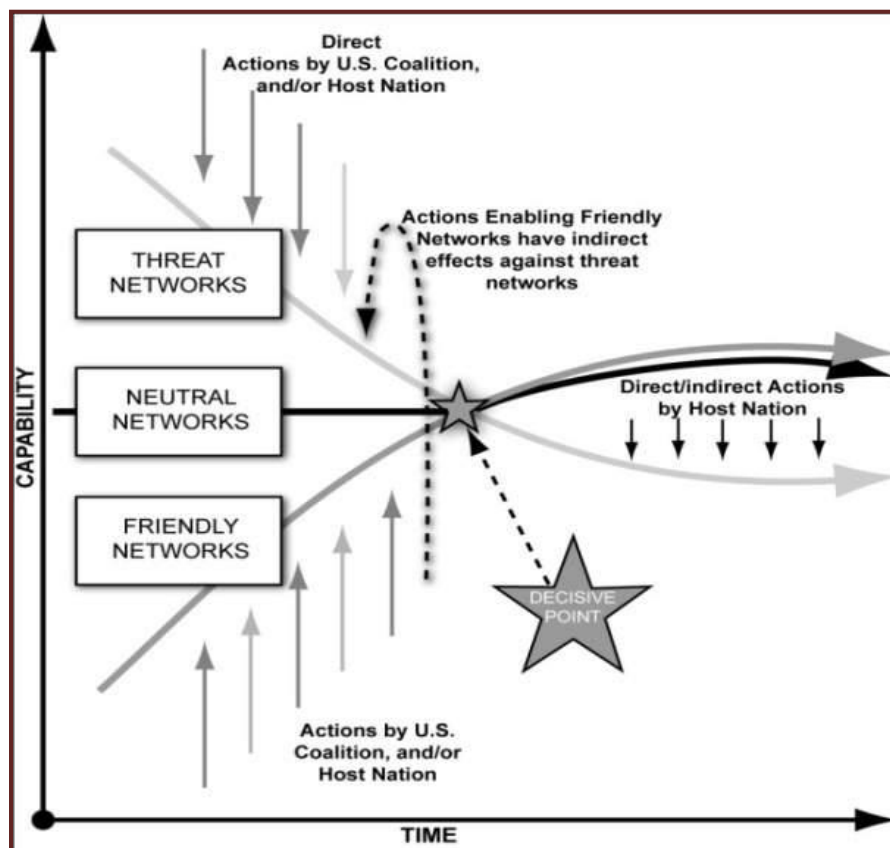 Direct
Actions by U.S. Coalition,
and/or Host Nation
Actions Enabling Friendly
Networks have indirect
effects against threat
networks
THREAT
NETWORKS
NEUTRAL
NETWORKS
FRIENDLY
NETWORKS
CAPABILITY
Direct/indirect Actions
by Host Nation
DECISIVE
POINT
Actions by U.S.
Coalition, and/or
Host Nation
TIME